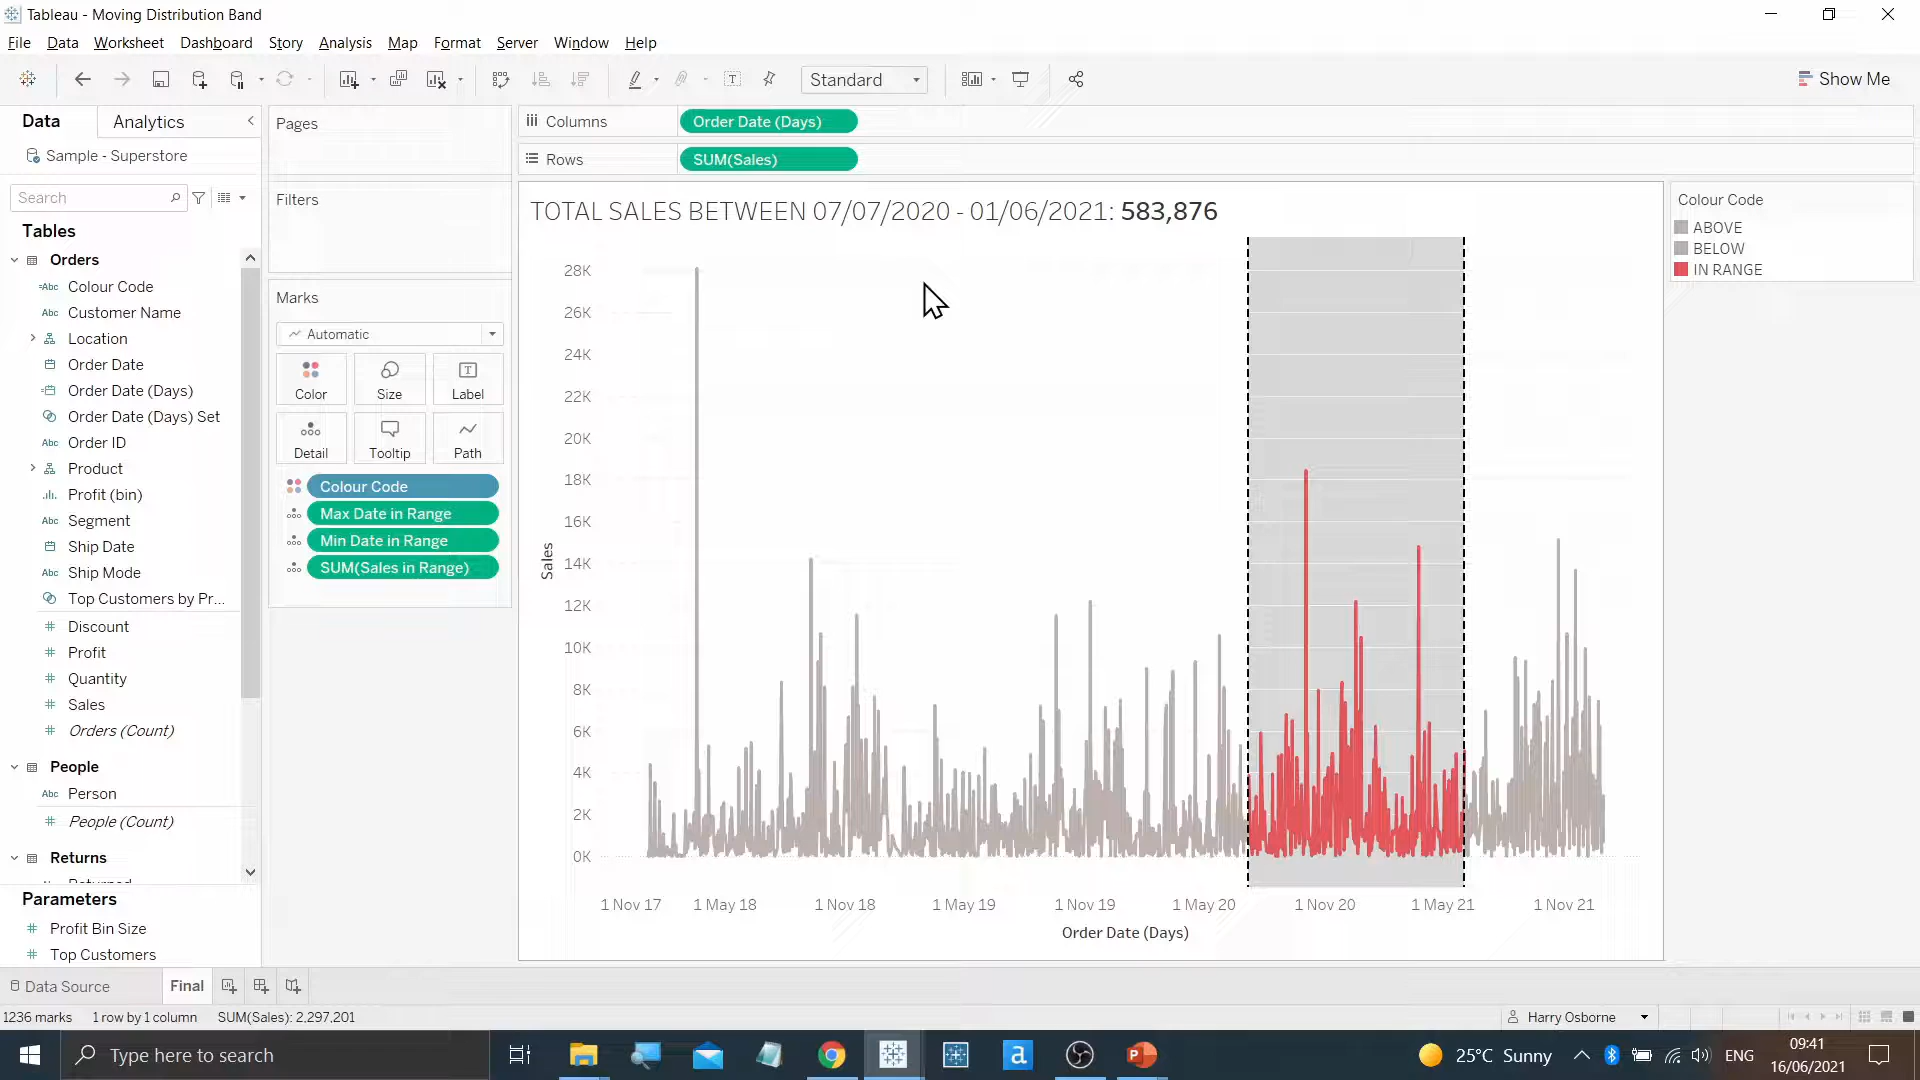 Tableau - Moving Distribution Band
File Data Worksheet Dashboard Story Analysis Map Format Server Window Help
Standard
Show Me
Data Analytics
Sample - Superstore
Search
Tables
Orders
Abc Colour Code
Abc Customer Name
Location
Order Date
Order Date (Days)
Order Date (Days) Set
Abc Order ID
Product
Profit (bin)
Abc Segment
Ship Date
Abc Ship Mode
Top Customers by Pr...
Discount
Profit
Quantity
Sales
Orders (Count)
People
Abc Person
People (Count)
Returns
Parameters
Profit Bin Size
Top Customers
Pages
Filters
Marks
Automatic
Color Size Label
Detail Tooltip Path
Colour Code
Max Date in Range
Min Date in Range
SUM(Sales in Range)
Columns Order Date (Days)
Rows SUM(Sales)
TOTAL SALES BETWEEN 07/07/2020 - 01/06/2021: 583,876
28K
26K
24K
22K
20K
18K
16K
14K
12K
10K
8K
6K
4K
2K
0K
Sales
1 Nov 17 1 May 18 1 Nov 18 1 May 19 1 Nov 19 1 May 20 1 Nov 20 1 May 21 1 Nov 21
Order Date (Days)
Colour Code
ABOVE
BELOW
IN RANGE
Data Source Final
1236 marks 1 row by 1 column SUM(Sales): 2,297,201
Harry Osborne
Type here to search
25°C Sunny
ENG
09:41
16/06/2021